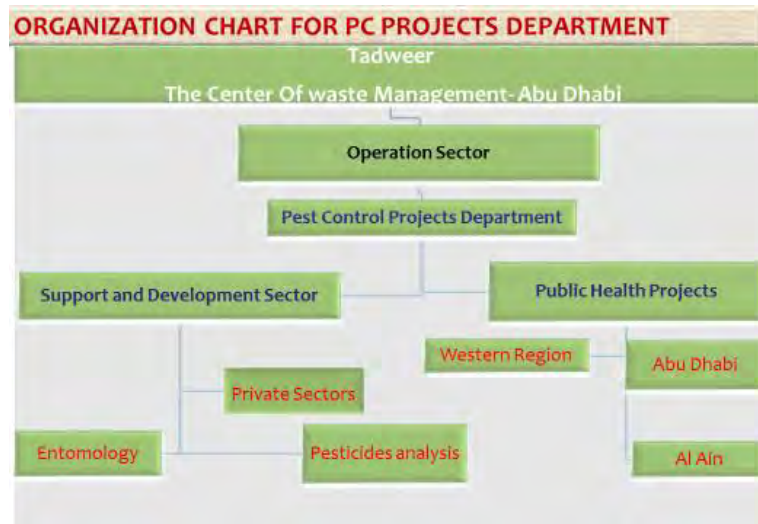 ORGANIZATION CHART FOR PC PROJECTS DEPARTMENT
Tadweer
The Center Of waste Management- Abu Dhabi
Operation Sector
Pest Control Projects Department
Support and Development Sector
Public Health Projects
Western Region
Abu Dhabi
Private Sectors
Entomology
Pesticides analysis
Al Ain